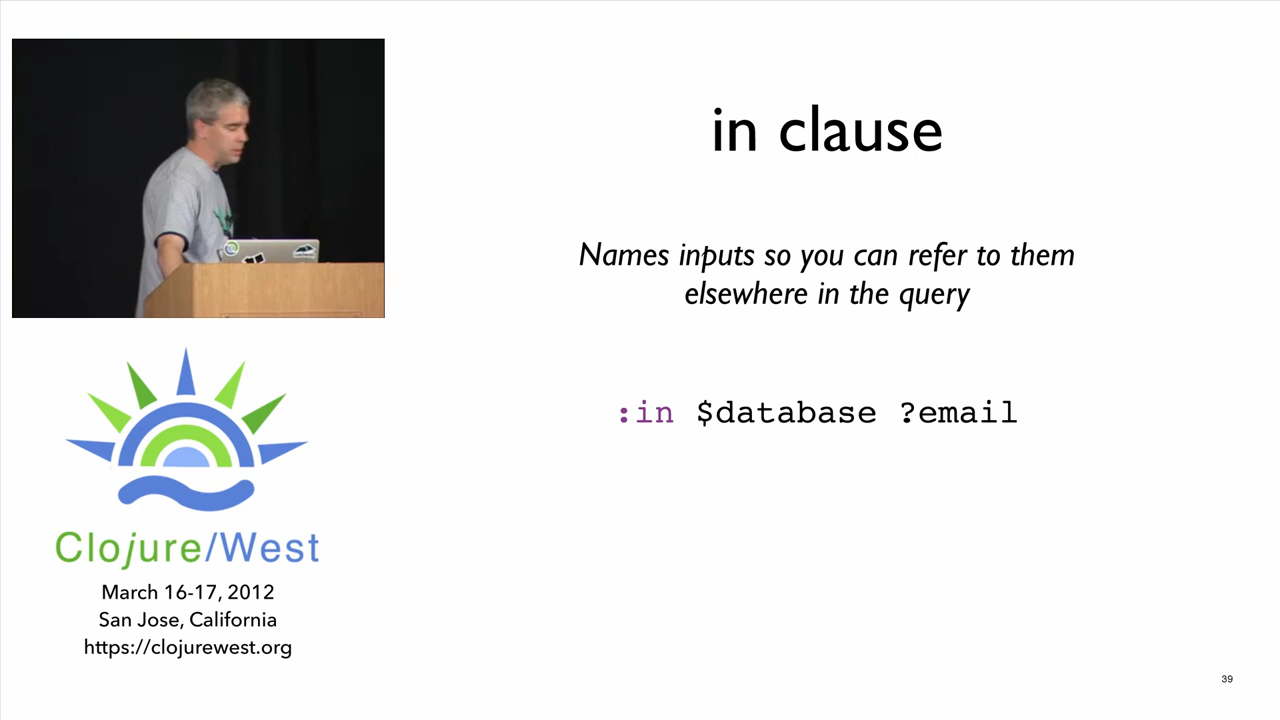 in clause
Names inputs so you can refer to them
elsewhere in the query
:in $database ?email
Clojure/West
March 16-17, 2012
San Jose, California
https://clojurewest.org
39